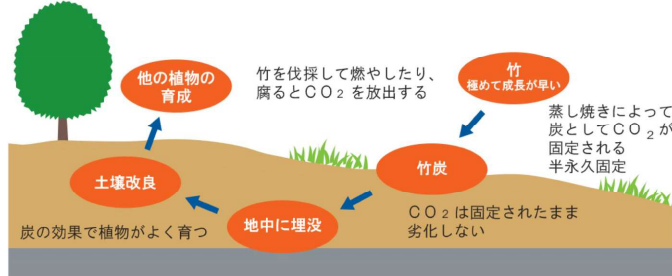 他の植物の
育成
竹を伐採して燃やしたり、
腐るとCO₂を放出する
竹
極めて成長が早い
蒸し焼きによって
炭としてCO₂が
固定される
半永久固定
竹炭
土壌改良
地中に埋没
CO₂は固定されたまま
劣化しない
炭の効果で植物がよく育つ